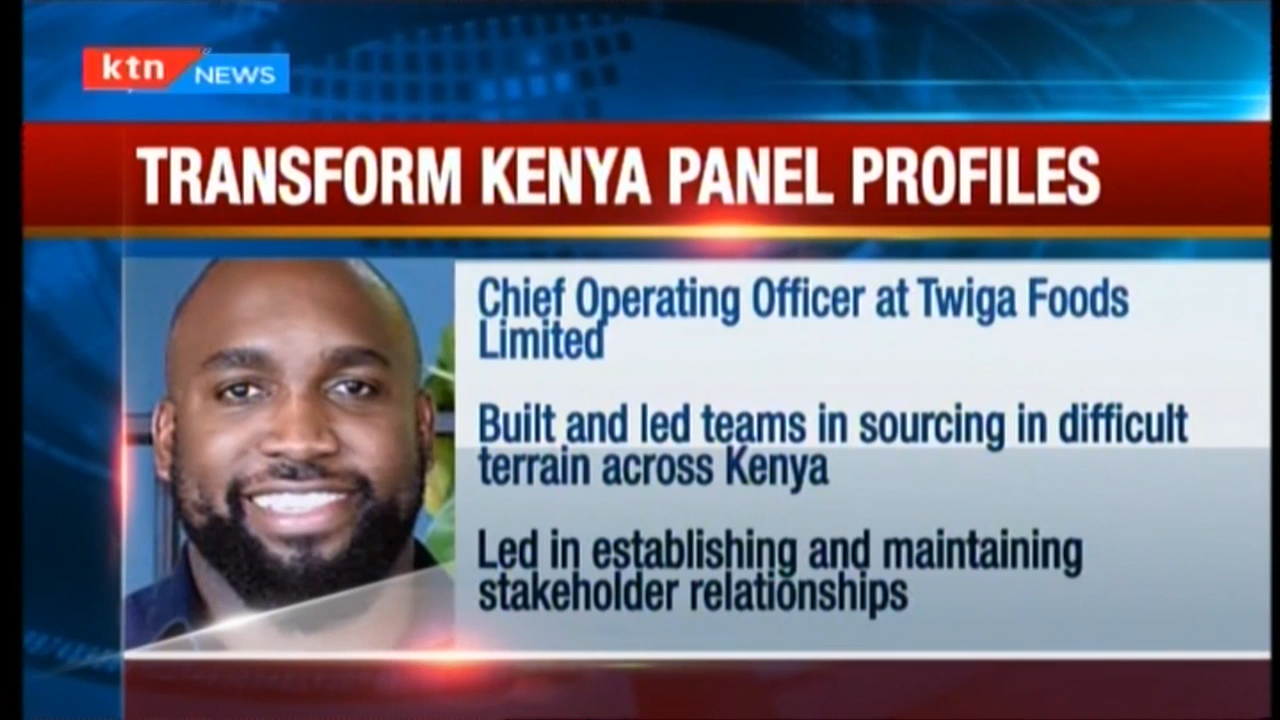 ktn NEWS
TRANSFORM KENYA PANEL PROFILES
Chief Operating Officer at Twiga Foods
Limited
Built and led teams in sourcing in difficult
terrain across Kenya
Led in establishing and maintaining
stakeholder relationships